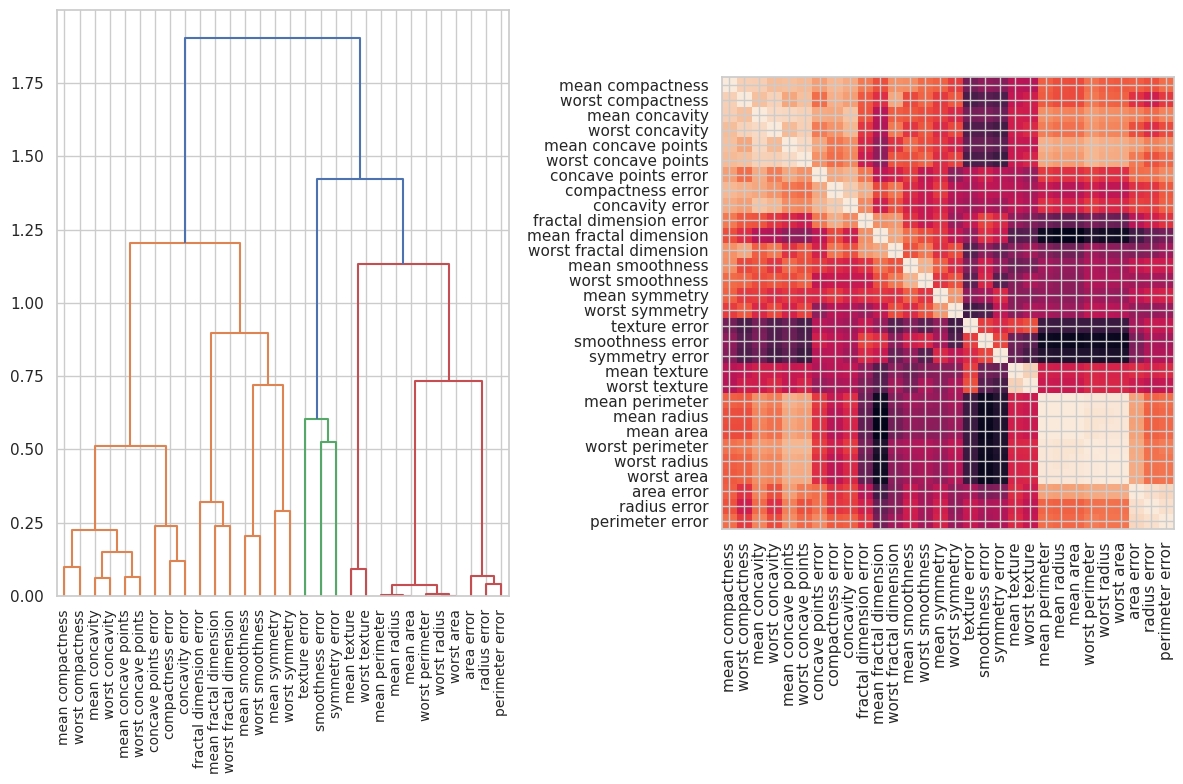 1.75
1.50
1.25
1.00
0.75
0.50
0.25
0.00
mean compactness
worst compactness
mean concavity
worst concavity
mean concave points
worst concave points
concave points error
compactness error
concavity error
fractal dimension error
mean fractal dimension
worst fractal dimension
mean smoothness
worst smoothness
mean symmetry
worst symmetry
texture error
smoothness error
symmetry error
mean texture
worst texture
mean perimeter
mean radius
mean area
worst perimeter
worst radius
worst area
area error
radius error
perimeter error
mean compactness
worst compactness
mean concavity
worst concavity
mean concave points
worst concave points
concave points error
compactness error
concavity error
fractal dimension error
mean fractal dimension
worst fractal dimension
mean smoothness
worst smoothness
mean symmetry
worst symmetry
texture error
smoothness error
symmetry error
mean texture
worst texture
mean perimeter
mean radius
mean area
worst perimeter
worst radius
worst area
area error
radius error
perimeter error
mean compactness
worst compactness
mean concavity
worst concavity
mean concave points
worst concave points
concave points error
compactness error
concavity error
fractal dimension error
mean fractal dimension
worst fractal dimension
mean smoothness
worst smoothness
mean symmetry
worst symmetry
texture error
smoothness error
symmetry error
mean texture
worst texture
mean perimeter
mean radius
mean area
worst perimeter
worst radius
worst area
area error
radius error
perimeter error